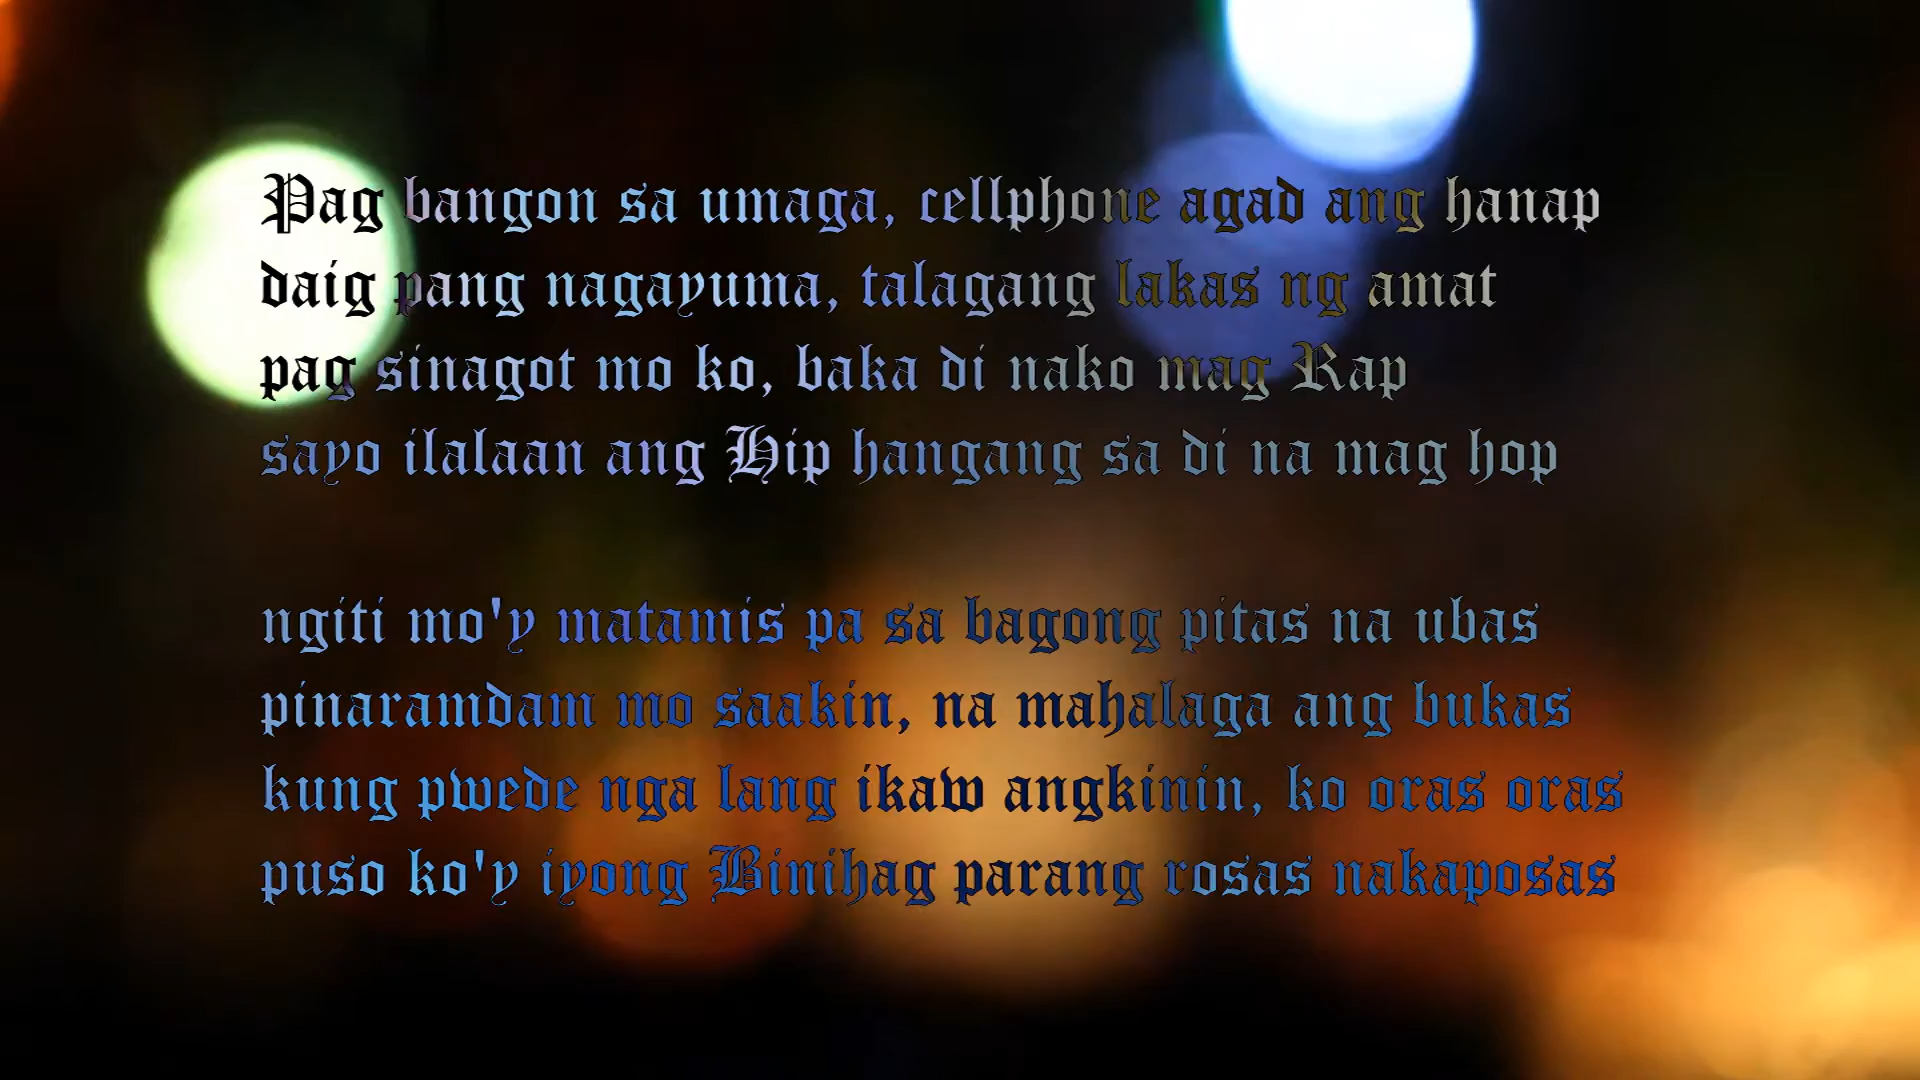 Pag bangon sa umaga, cellphone agad ang hanap
daig pang nagayuma, talagang lakas ng amat
pag sinagot mo ko, baka di nako mag Rap
sayo ilalaan ang Hip hangang sa di na mag hop
ngiti mo'y matamis pa sa bagong pitas na ubas
pinaramdam mo saakin, na mahalaga ang bukas
kung pwede nga lang ikaw angkinin, ko oras oras
puso ko'y iyong Binihag parang rosas nakaposas